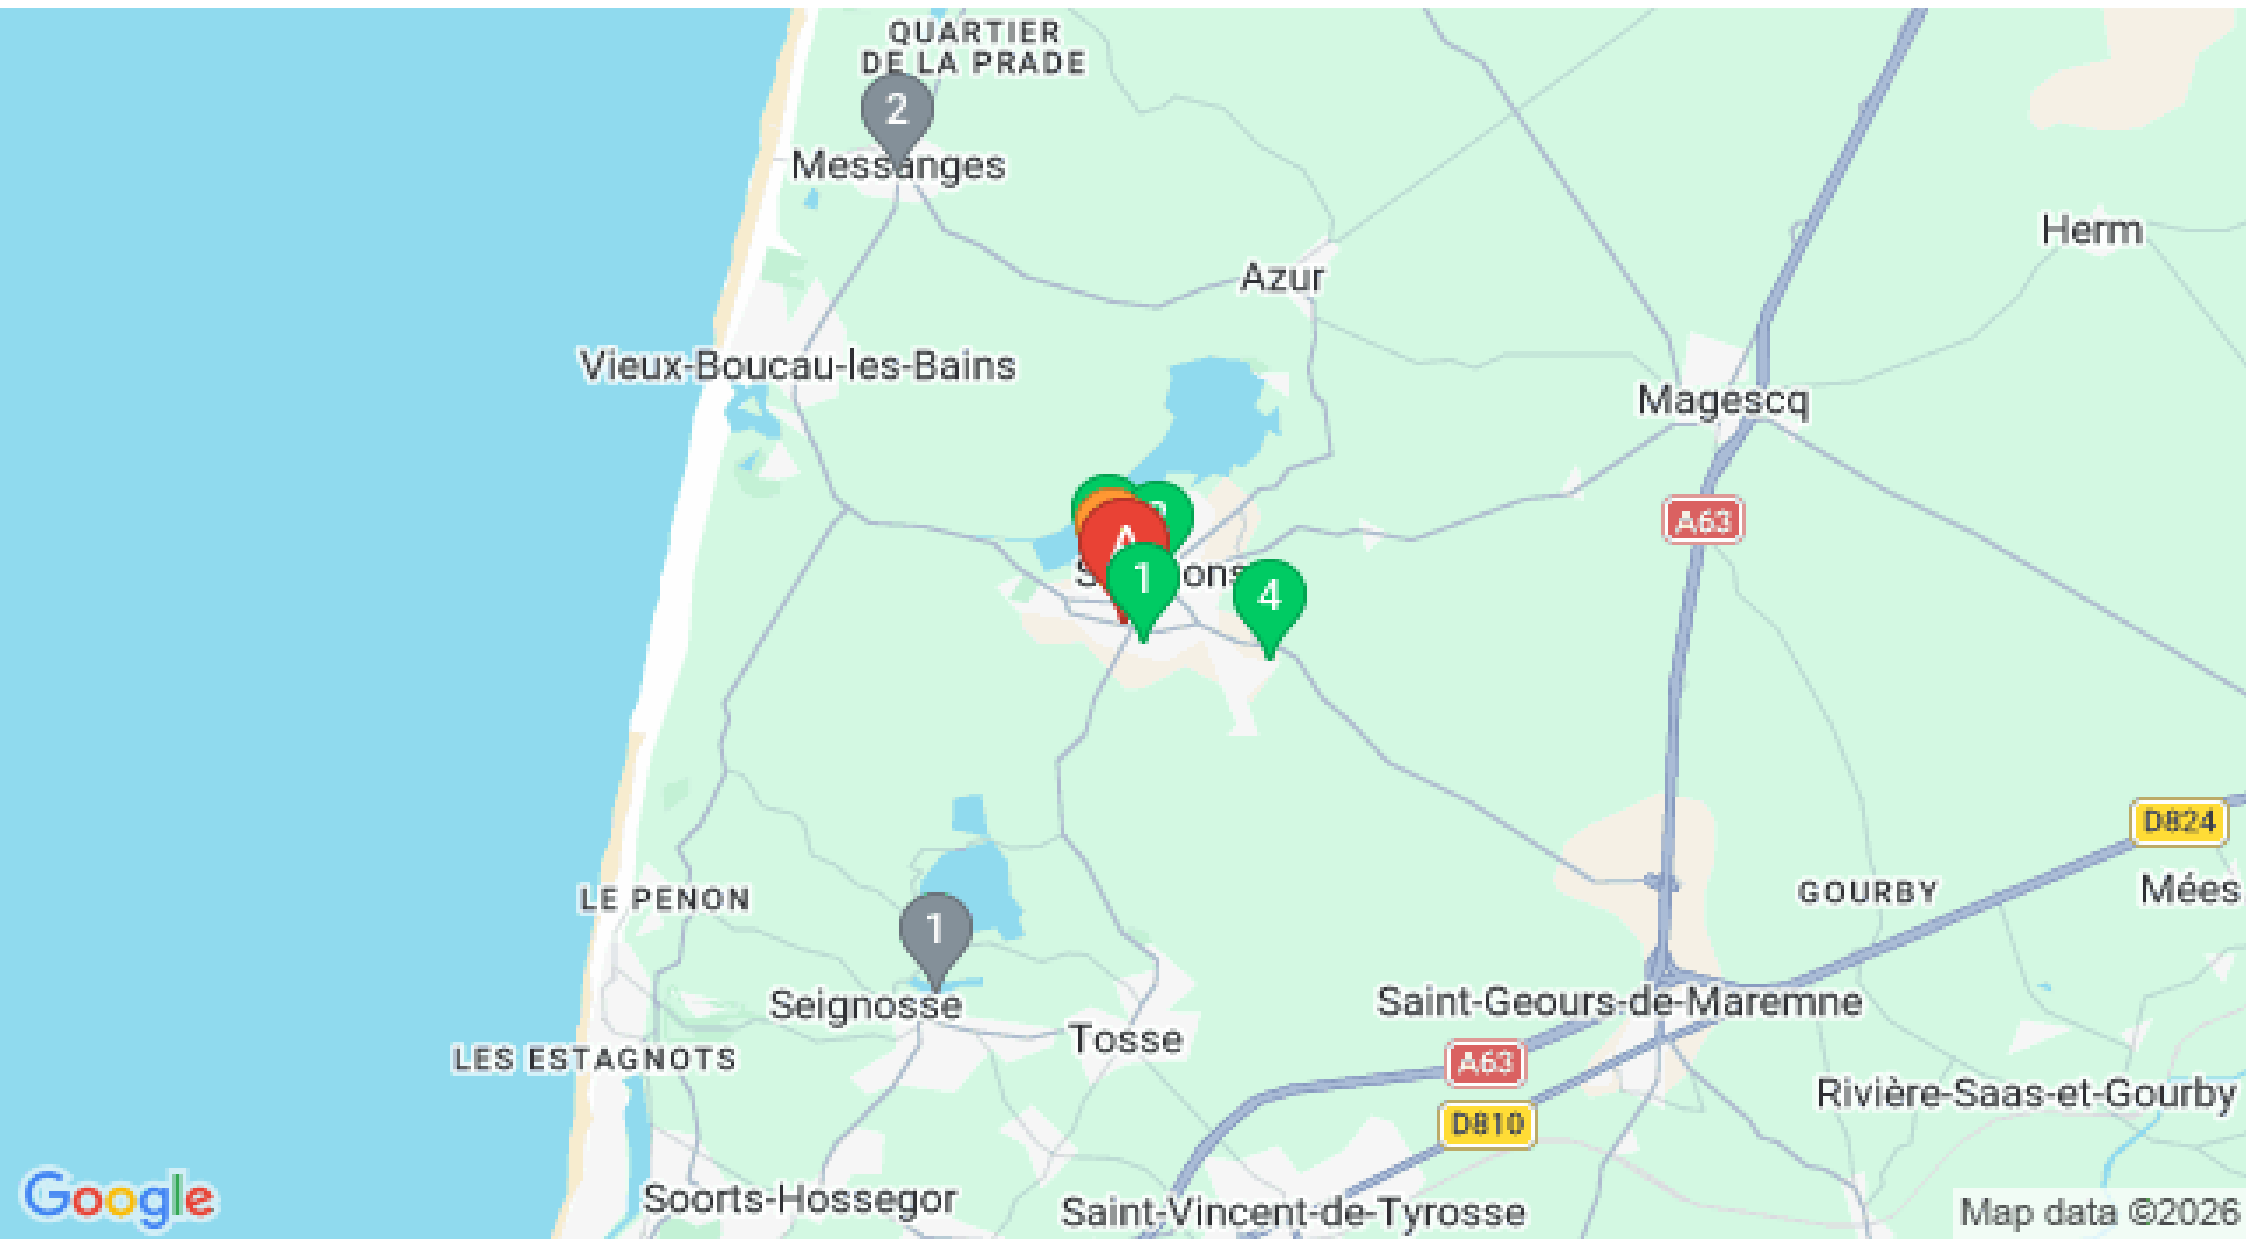 QUARTIER
DE LA PRADE
2
Messanges
Herm
Azur
Vieux-Boucau-les-Bains
Magescq
A63
A
1
4
D824
LE PENON
GOURBY
Mées
1
Seignosse
Saint-Geours-de-Maremne
Tosse
LES ESTAGNOTS
A63
Rivière-Saas-et-Gourby
D810
Soorts-Hossegor
Saint-Vincent-de-Tyrosse
Google
Map data ©2026